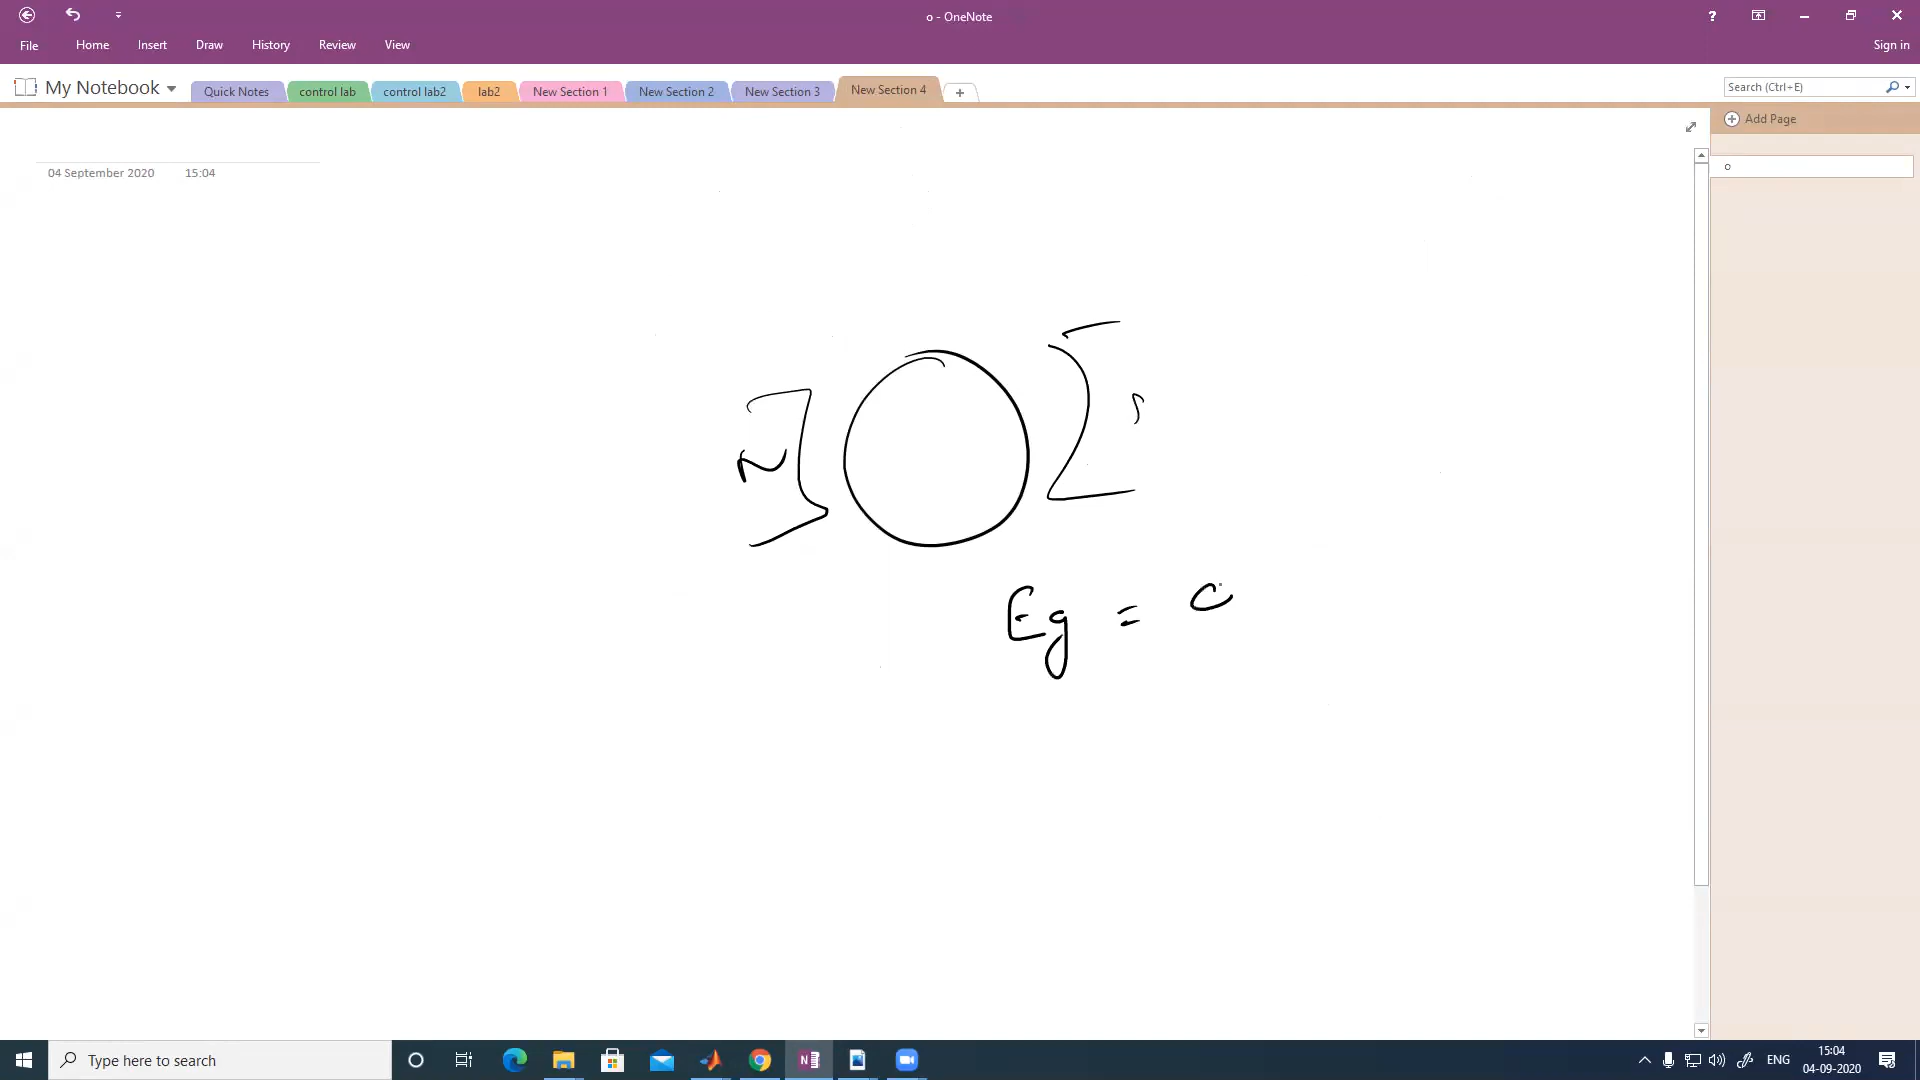 o - OneNote
?
File Home Insert Draw History Review View
Sign in
My Notebook
Quick Notes control lab control lab2 lab2 New Section 1 New Section 2 New Section 3 New Section 4 +
Search (Ctrl+E)
Add Page
o
04 September 2020 15:04
N
Eg =
Type here to search
ENG
15:04
04-09-2020